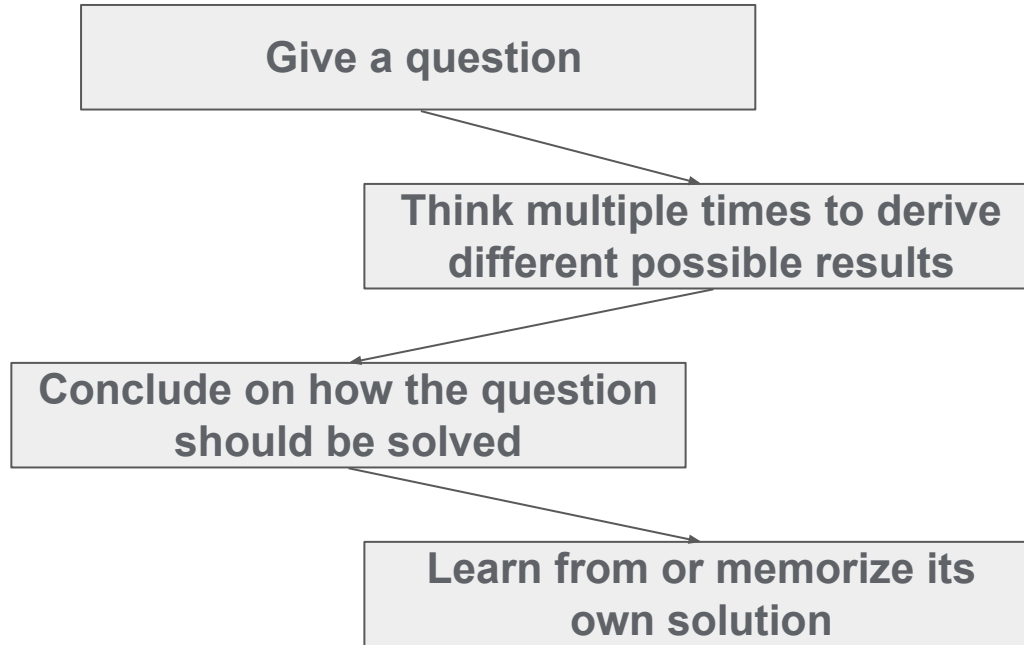 Give a question
Think multiple times to derive
different possible results
Conclude on how the question
should be solved
Learn from or memorize its
own solution